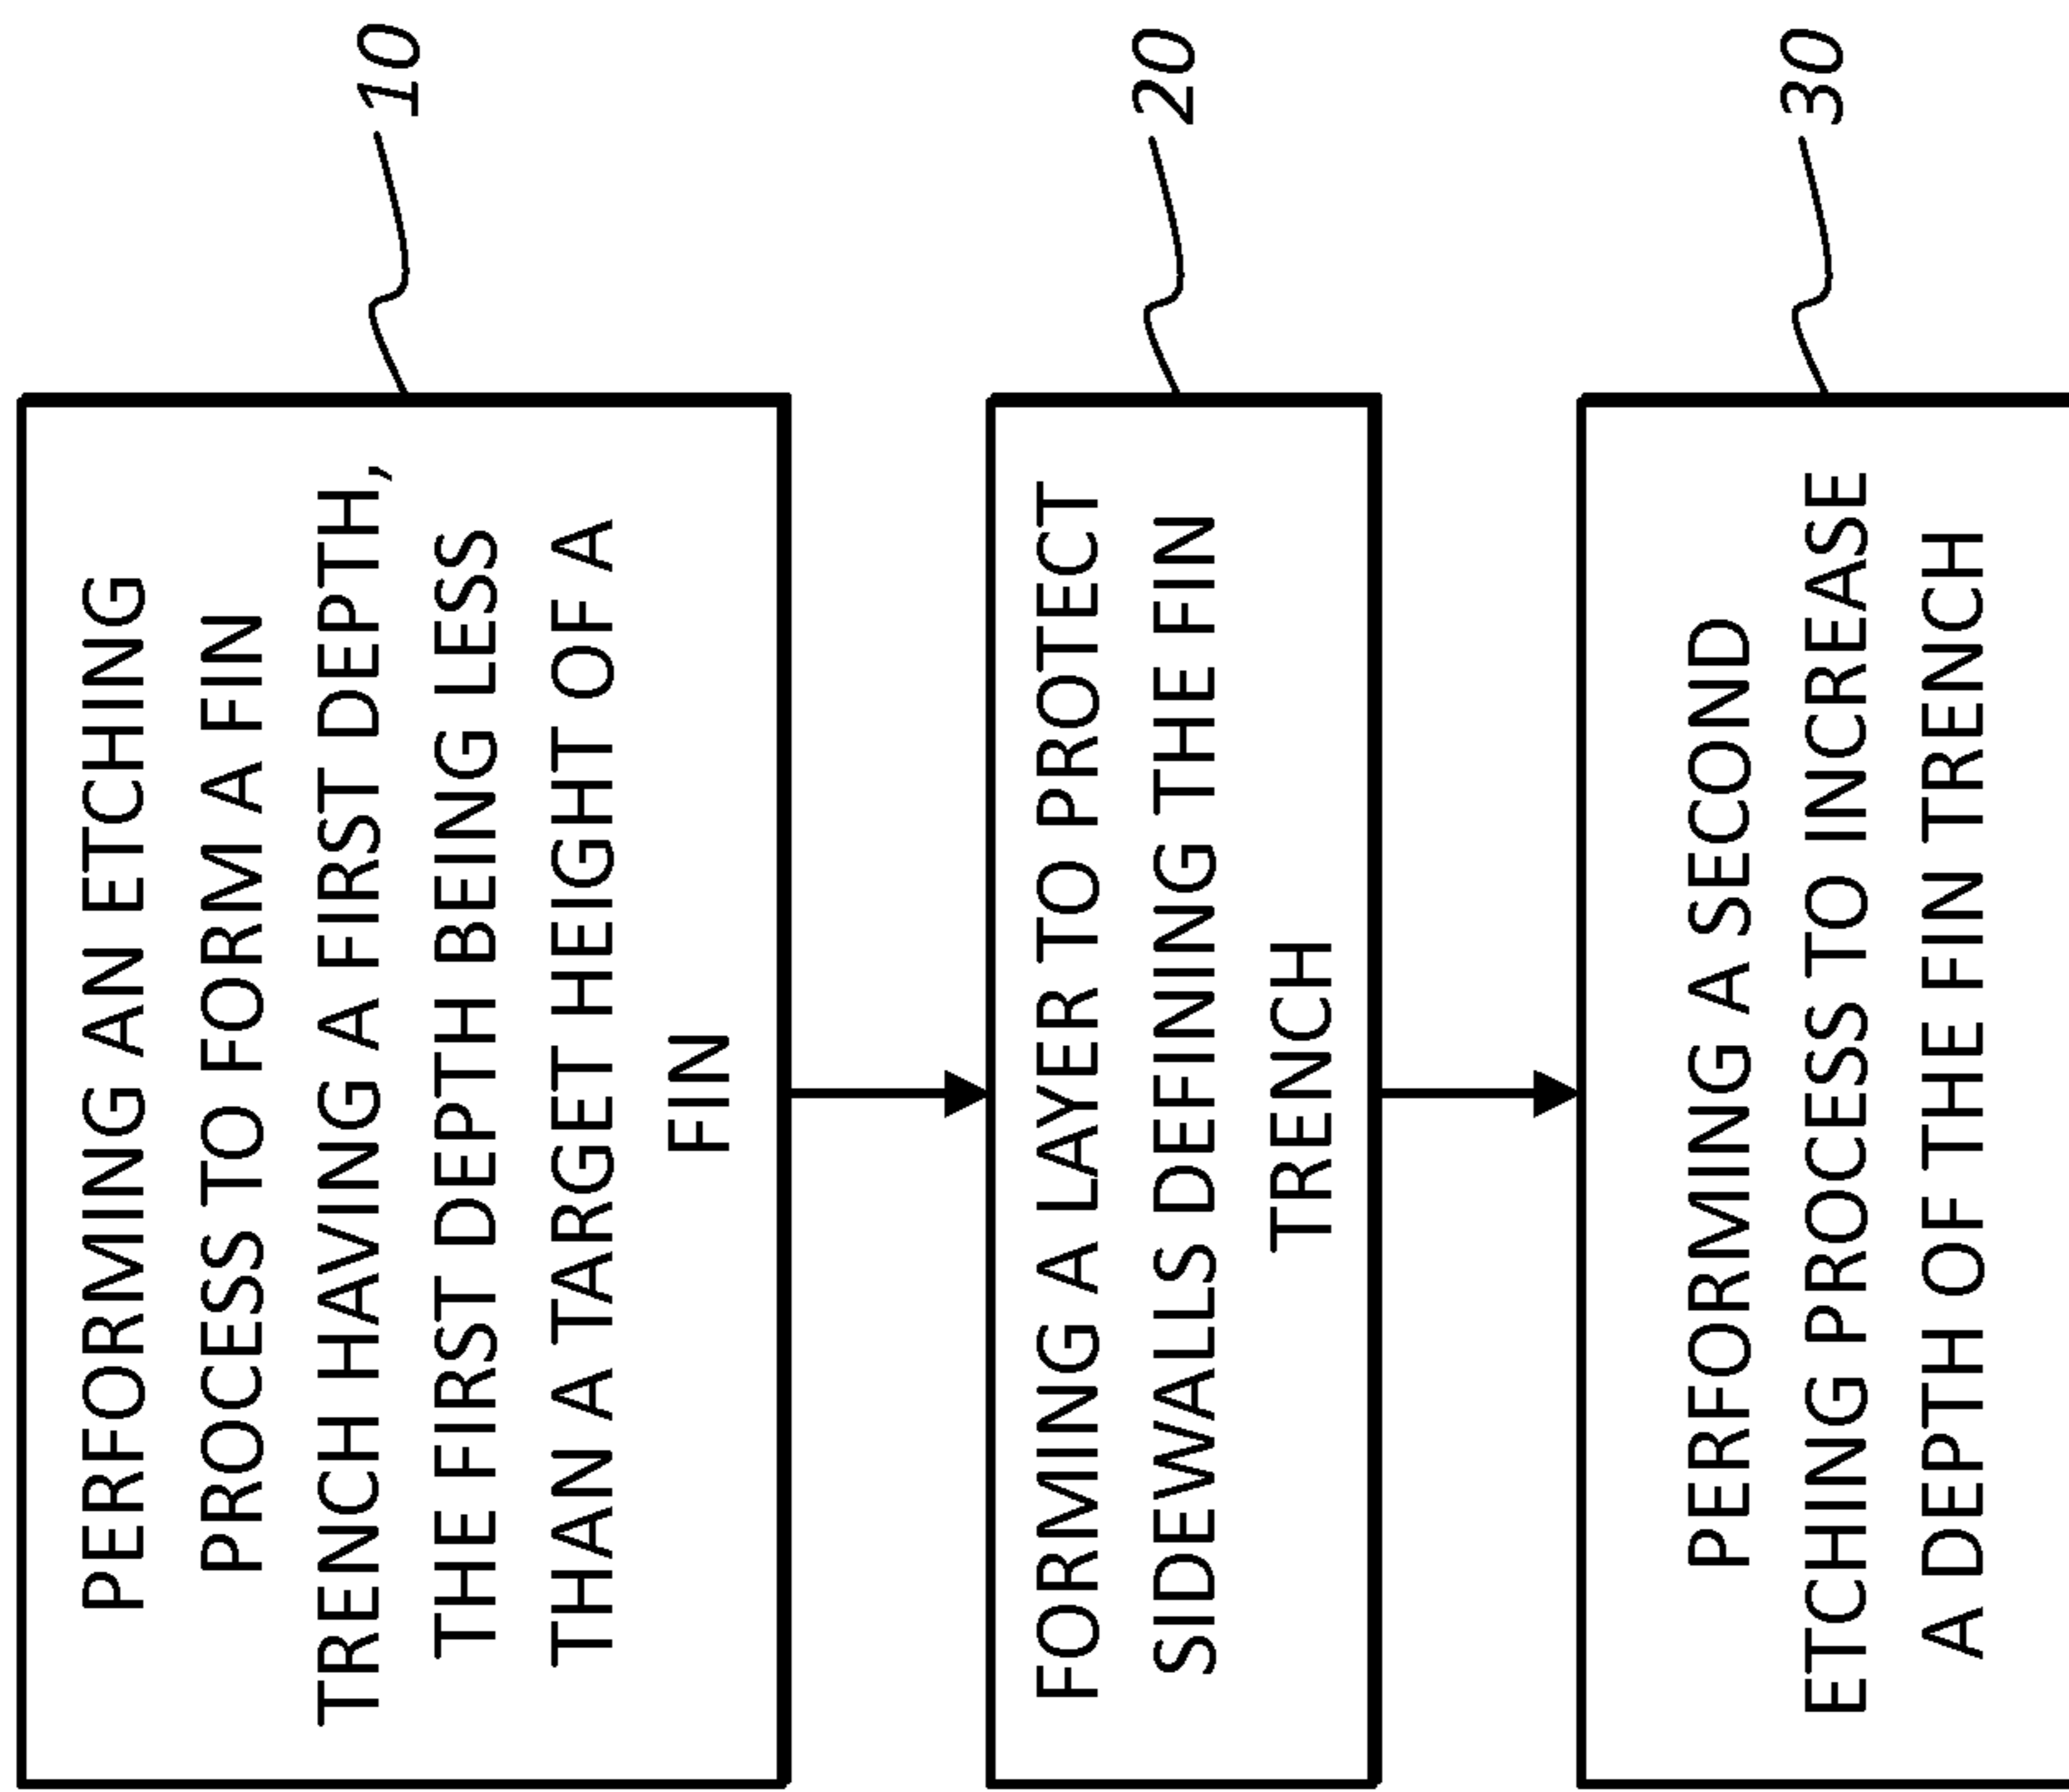 PERFORMING AN ETCHING
PROCESS TO FORM A FIN
TRENCH HAVING A FIRST DEPTH,
THE FIRST DEPTH BEING LESS
THAN A TARGET HEIGHT OF A
FIN
10
FORMING A LAYER TO PROTECT
SIDEWALLS DEFINING THE FIN
TRENCH
20
PERFORMING A SECOND
ETCHING PROCESS TO INCREASE
A DEPTH OF THE FIN TRENCH
30